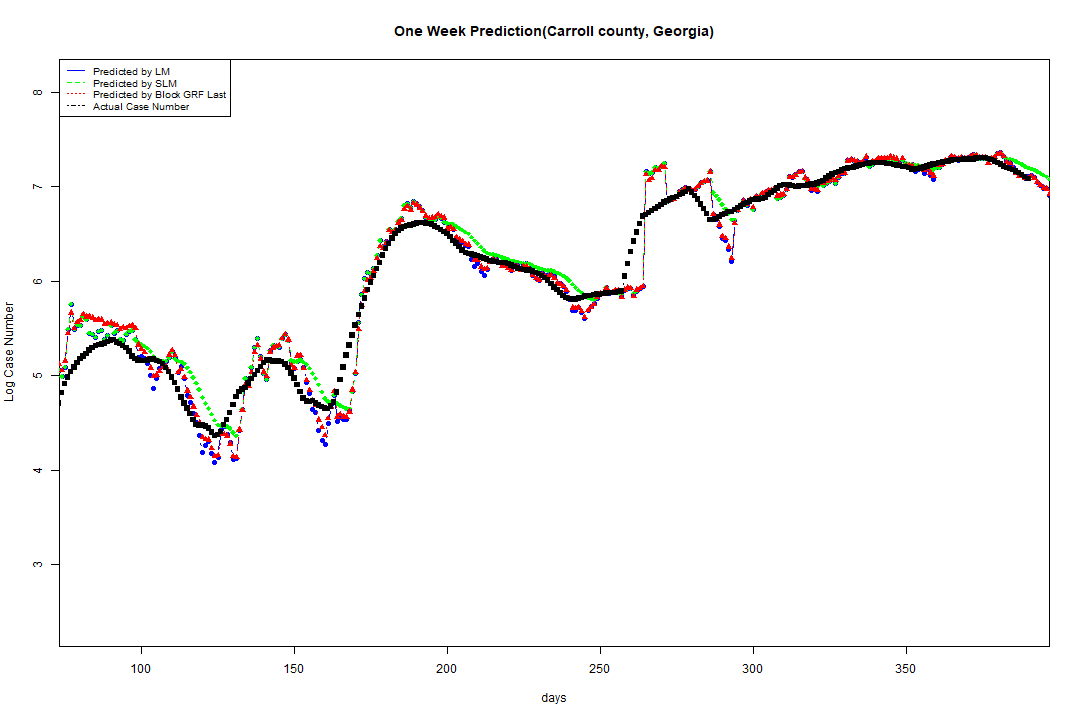 One Week Prediction(Carroll county, Georgia)
Predicted by LM
Predicted by SLM
Predicted by Block GRF Last
Actual Case Number
8
7
6
5
4
3
Log Case Number
100 150 200 250 300 350
days